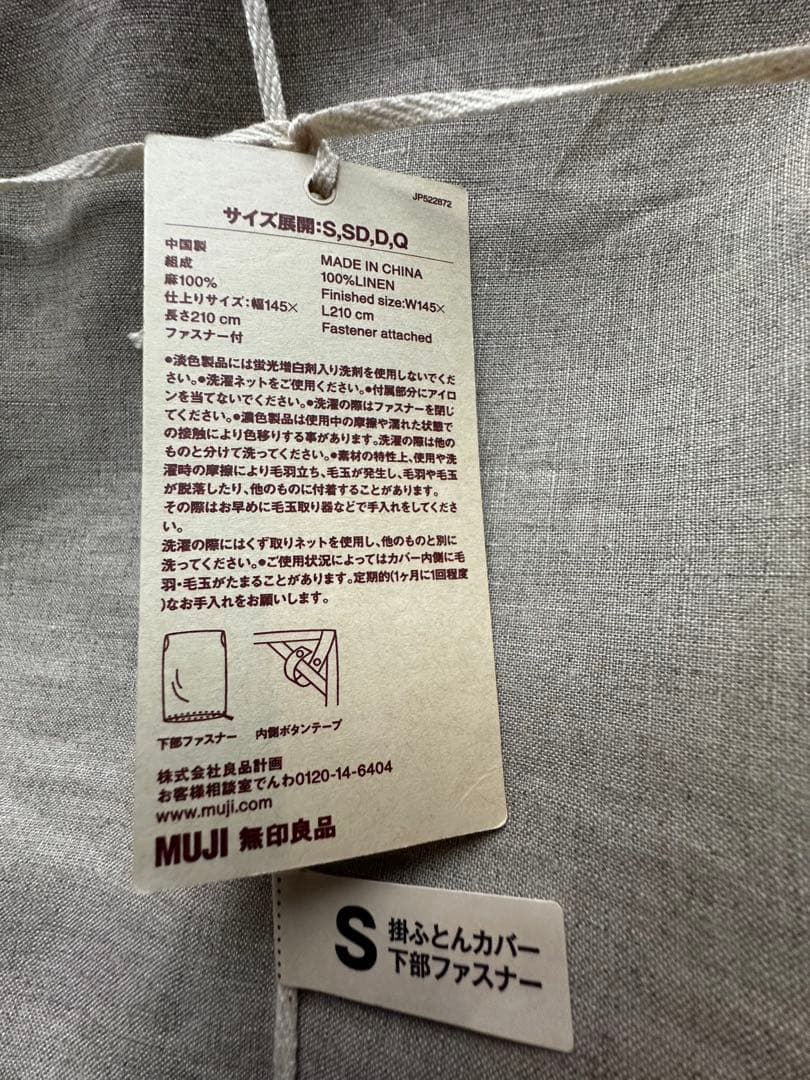 JP522872
サイズ展開:S,SD,D,Q
中国製
組成
麻100%
仕上りサイズ:幅145×
長さ210 cm
ファスナー付
MADE IN CHINA
100%LINEN
Finished size:W145×
L210 cm
Fastener attached
●淡色製品には蛍光増白剤入り洗剤を使用しないでくだ
さい。●洗濯ネットをご使用ください。●付属部分にアイロ
ンを当てないでください。●洗濯の際はファスナーを閉じ
てください。●濃色製品は使用中の摩擦や濡れた状態で
の接触により色移りする事があります。洗濯の際は他の
ものと分けて洗ってください。●素材の特性上、使用や洗
濯時の摩擦により毛羽立ち、毛玉が発生し、毛羽や毛玉
が脱落したり、他のものに付着することがあります。
その際はお早めに毛玉取り器などで手入れをしてくださ
い。
洗濯の際にはくず取りネットを使用し、他のものと別に
洗ってください。●ご使用状況によってはカバー内側に毛
羽・毛玉がたまることがあります。定期的(1ヶ月に1回程度
)なお手入れをお願いします。
下部ファスナー 内側ボタンテープ
株式会社良品計画
お客様相談室でんわ0120-14-6404
www.muji.com
MUJI 無印良品
S 掛ふとんカバー
下部ファスナー